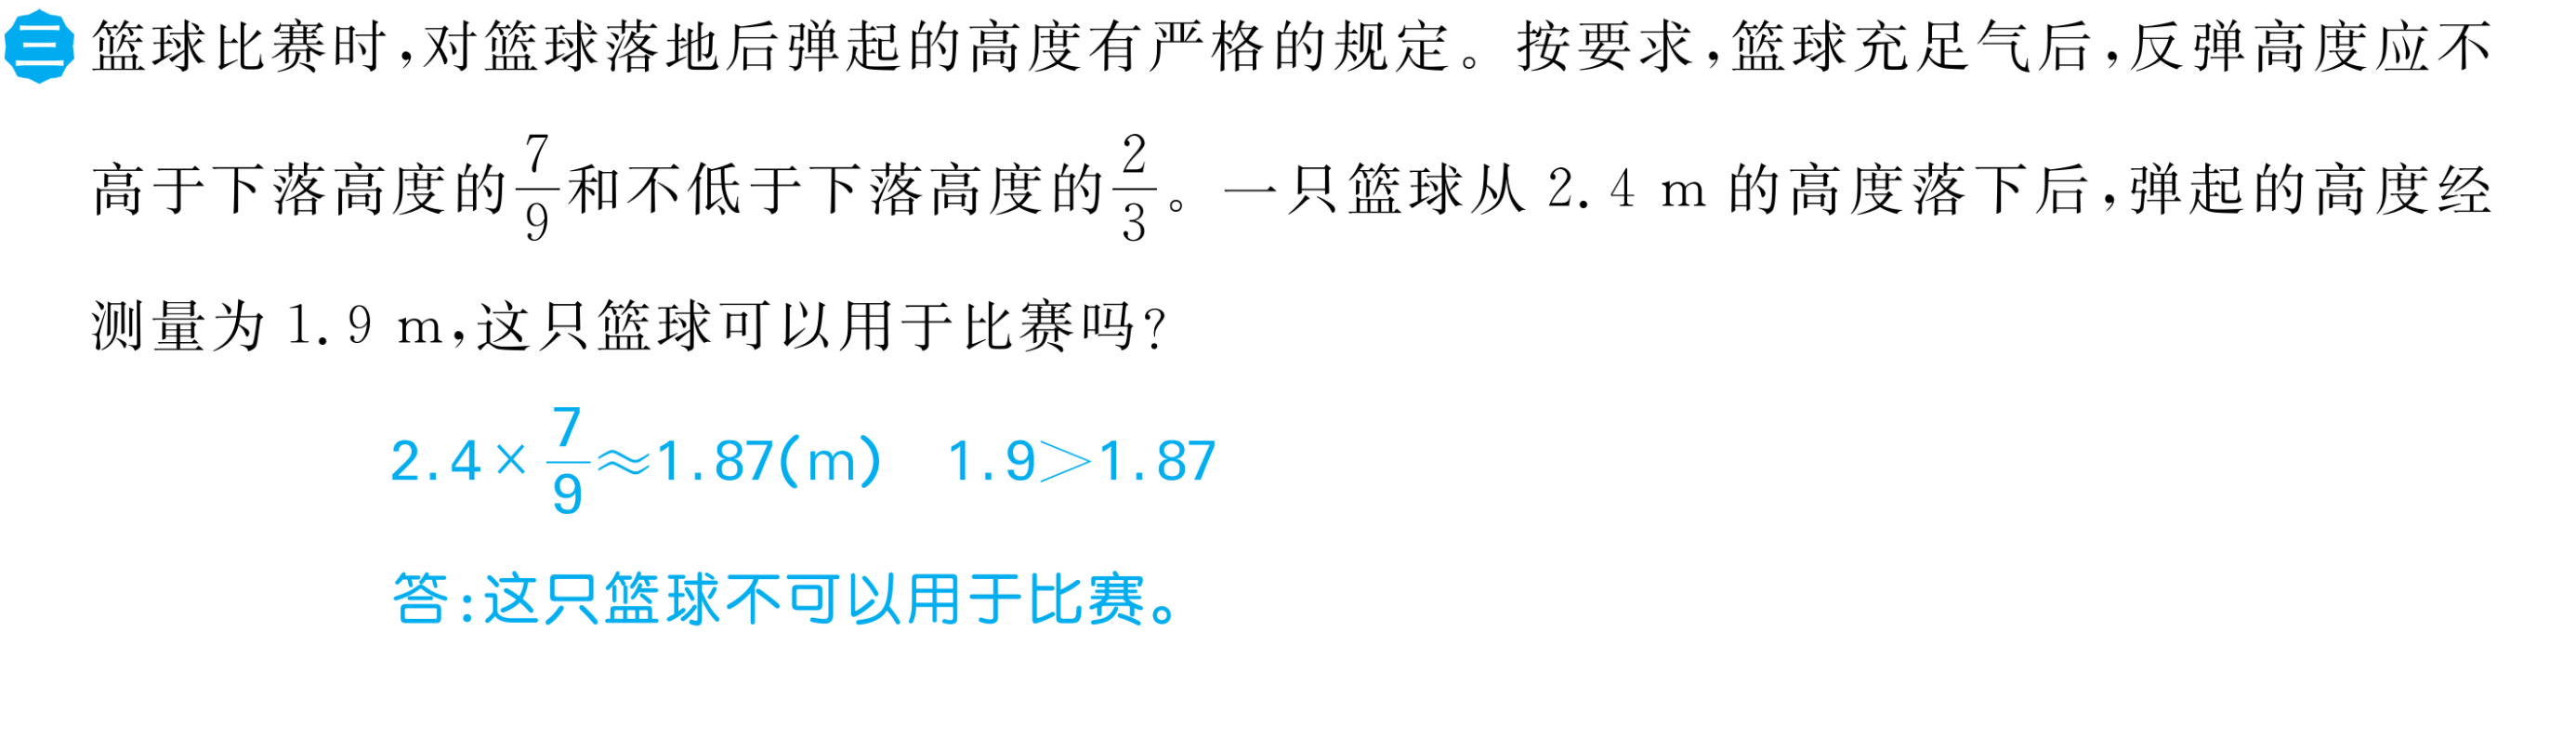 三 篮球比赛时,对篮球落地后弹起的高度有严格的规定。按要求,篮球充足气后,反弹高度应不
高于下落高度的7/9和不低于下落高度的2/3。一只篮球从 2.4 m 的高度落下后,弹起的高度经
测量为 1.9 m,这只篮球可以用于比赛吗?
2.4×7/9≈1.87(m) 1.9>1.87
答:这只篮球不可以用于比赛。